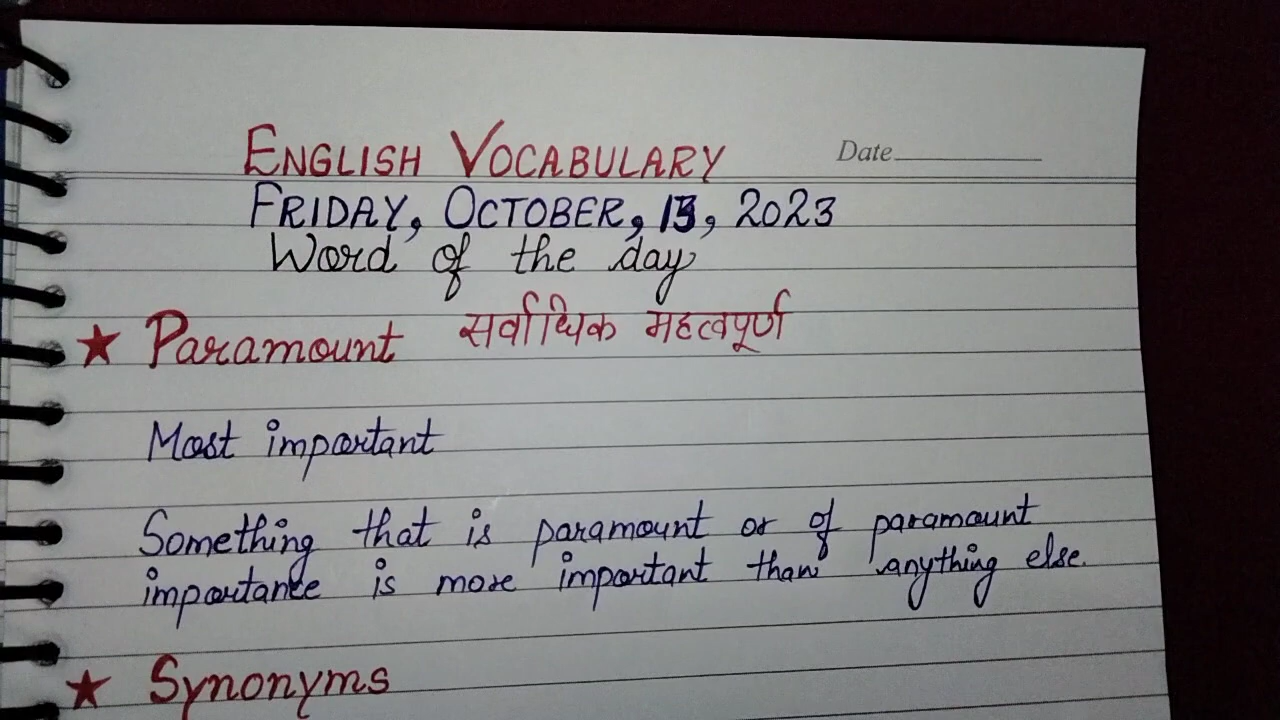 ENGLISH VOCABULARY
Date
FRIDAY, OCTOBER, 13, 2023
Word of the day
★ Paramount सर्वाधिक महत्वपूर्ण
Most important
Something that is paramount or of paramount
importance is more important than anything else.
★ Synonyms